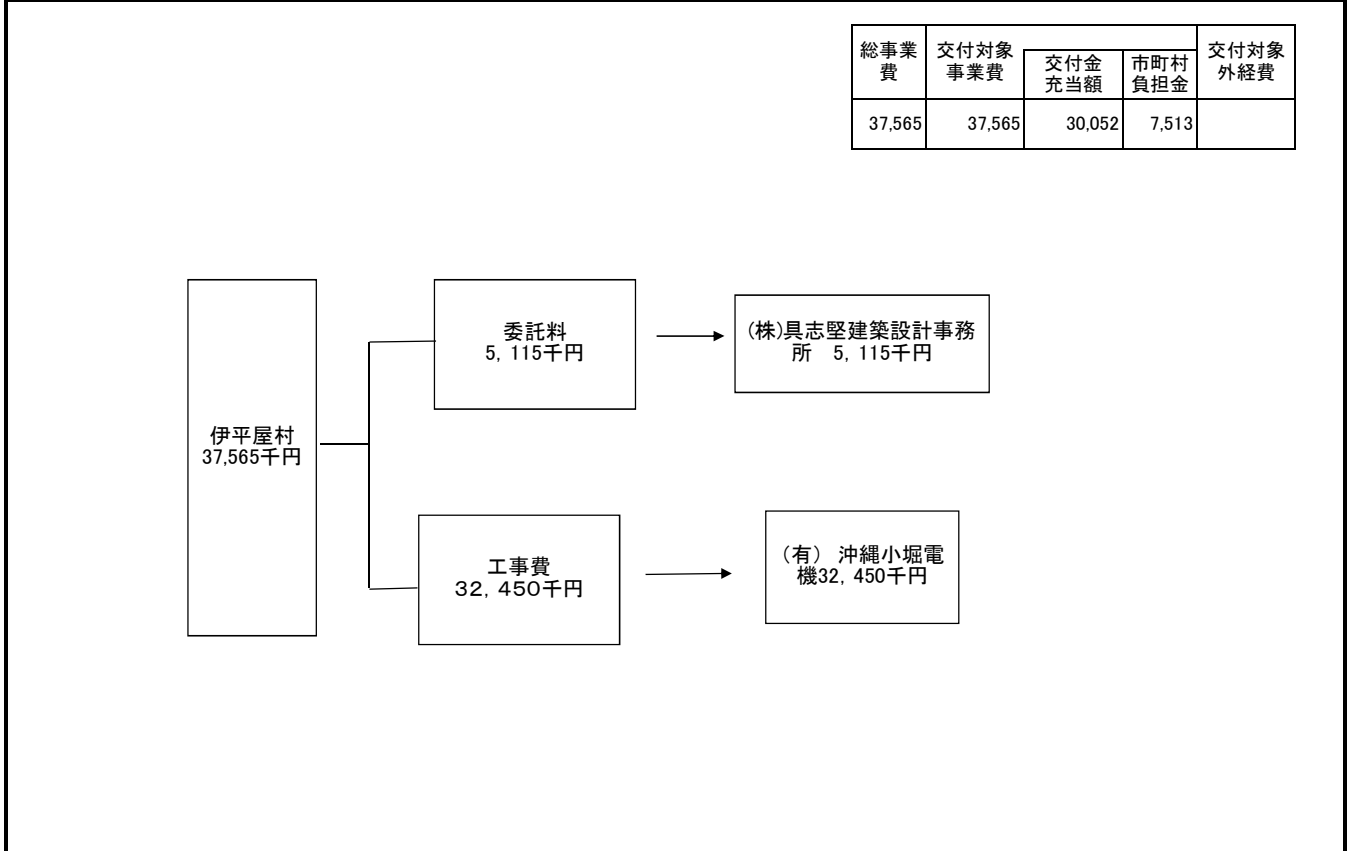 総事業
費
交付対象
事業費
交付金
充当額
市町村
負担金
交付対象
外経費
37,565
37,565
30,052
7,513
委託料
5, 115千円
(株)具志堅建築設計事務
所　5, 115千円
伊平屋村
37,565千円
工事費
32, 450千円
(有)　沖縄小堀電
機32, 450千円